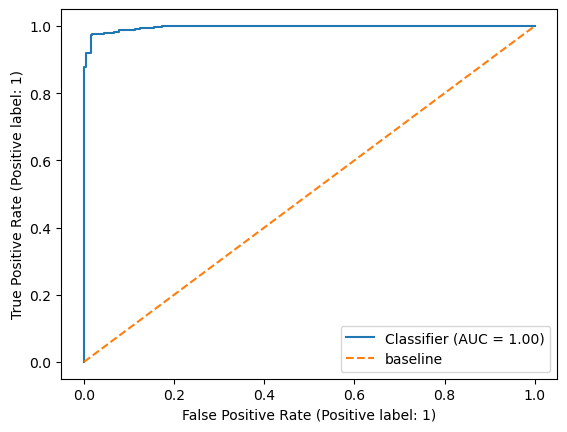 1.0
0.8
0.6
0.4
0.2
0.0
True Positive Rate (Positive label: 1)
Classifier (AUC = 1.00)
baseline
0.0 0.2 0.4 0.6 0.8 1.0
False Positive Rate (Positive label: 1)